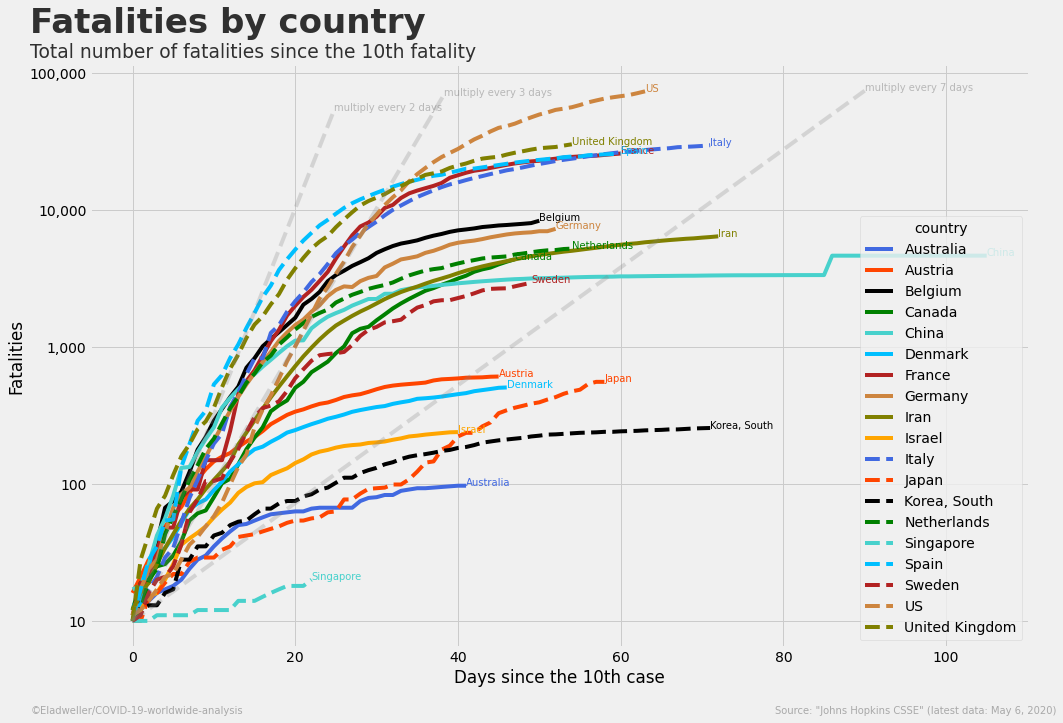 Fatalities by country
Total number of fatalities since the 10th fatality
100,000
10,000
1,000
100
10
Fatalities
multiply every 2 days
multiply every 3 days
multiply every 7 days
US
United Kingdom
Italy
France
Belgium
Germany
Iran
Netherlands
Canada
China
Sweden
Austria
Denmark
Japan
Israel
Korea, South
Australia
Singapore
country
Australia
Austria
Belgium
Canada
China
Denmark
France
Germany
Iran
Israel
Italy
Japan
Korea, South
Netherlands
Singapore
Spain
Sweden
US
United Kingdom
0 20 40 60 80 100
Days since the 10th case
©Eladweller/COVID-19-worldwide-analysis
Source: "Johns Hopkins CSSE" (latest data: May 6, 2020)